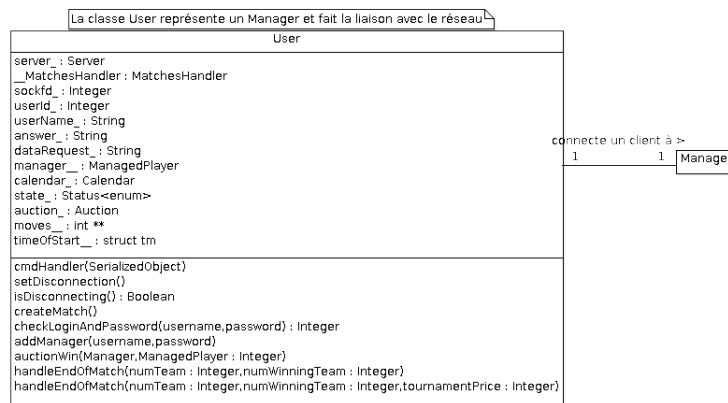 La classe User représente un Manager et fait la liaison avec le réseau
User
server_ : Server
__MatchesHandler : MatchesHandler
sockfd_ : Integer
userId_ : Integer
userName_ : String
answer_ : String
dataRequest_ : String
manager__ : ManagedPlayer
calendar_ : Calendar
state_ : Status<enum>
auction_ : Auction
moves__ : int **
timeOfStart__ : struct tm
cmdHandler(SerializedObject)
setDisconnection()
isDisconnecting() : Boolean
createMatch()
checkLoginAndPassword(username,password) : Integer
addManager(username,password)
auctionWin(Manager,ManagedPlayer : Integer)
handleEndOfMatch(numTeam : Integer,numWinningTeam : Integer)
handleEndOfMatch(numTeam : Integer,numWinningTeam : Integer,tournamentPrice : Integer)
connecte un client à >
1 1
Manager